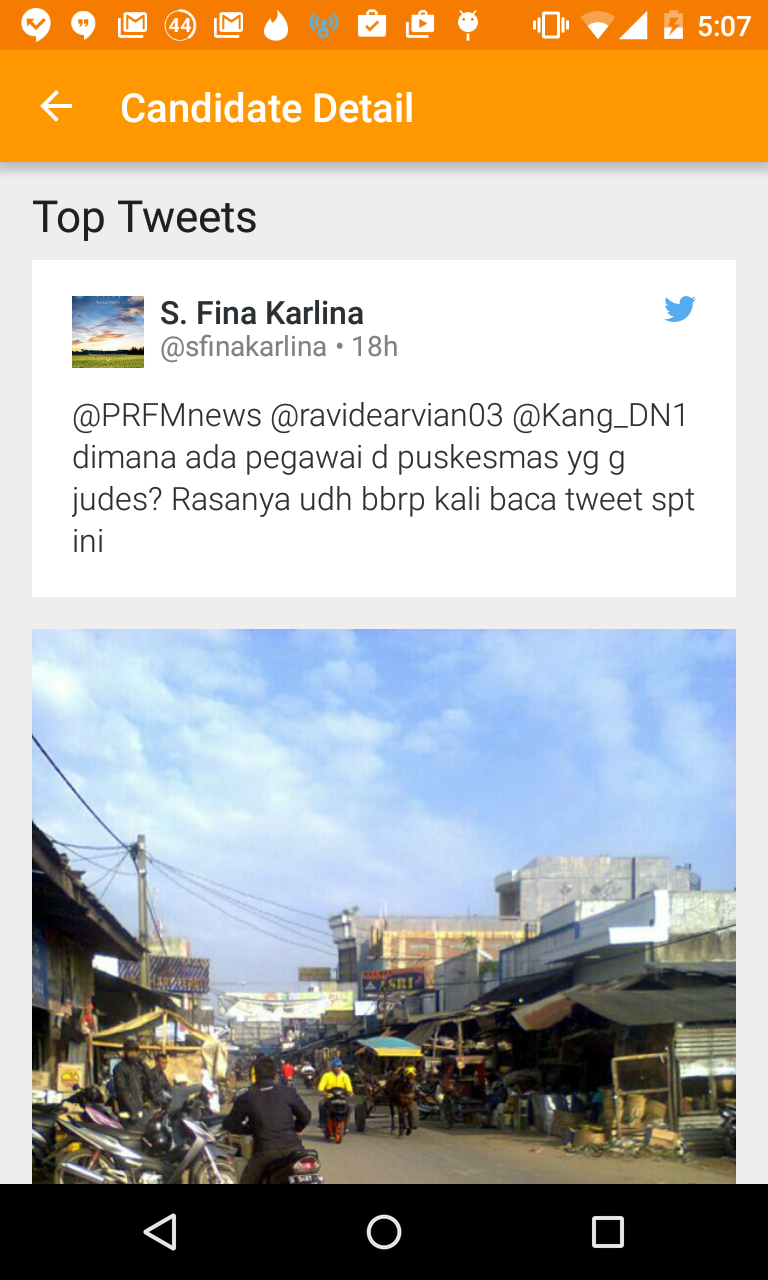 44
5:07
Candidate Detail
Top Tweets
S. Fina Karlina
@sfinakarlina • 18h
@PRFMnews @ravidearvian03 @Kang_DN1
dimana ada pegawai d puskesmas yg g
judes? Rasanya udh bbrp kali baca tweet spt
ini
ASRI